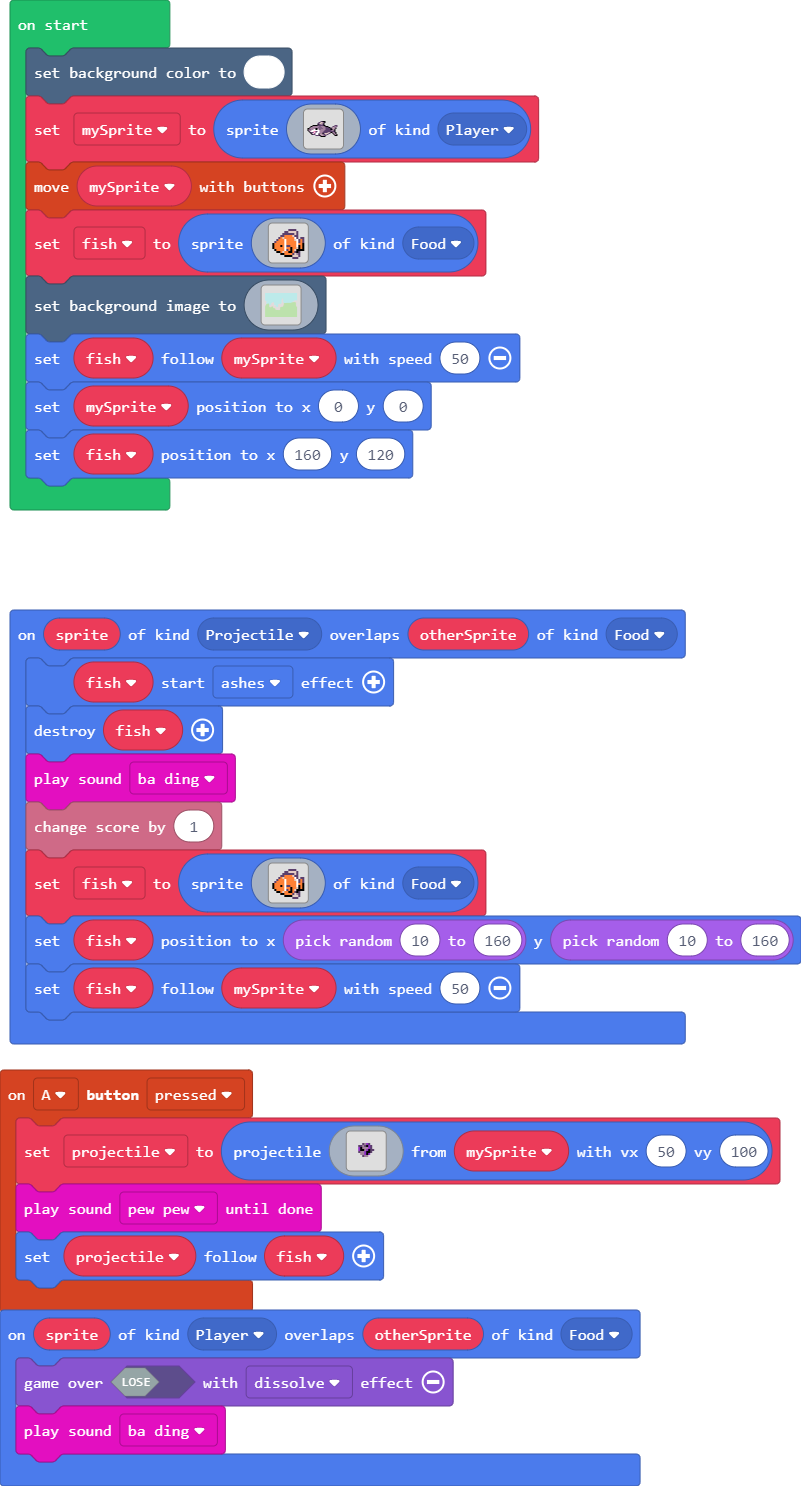 on start
set background color to
set mySprite to sprite of kind Player
move mySprite with buttons
set fish to sprite of kind Food
set background image to
set fish follow mySprite with speed 50
set mySprite position to x 0 y 0
set fish position to x 160 y 120
on sprite of kind Projectile overlaps otherSprite of kind Food
fish start ashes effect
destroy fish
play sound ba ding
change score by 1
set fish to sprite of kind Food
set fish position to x pick random 10 to 160 y pick random 10 to 160
set fish follow mySprite with speed 50
on A button pressed
set projectile to projectile from mySprite with vx 50 vy 100
play sound pew pew until done
set projectile follow fish
on sprite of kind Player overlaps otherSprite of kind Food
game over LOSE with dissolve effect
play sound ba ding